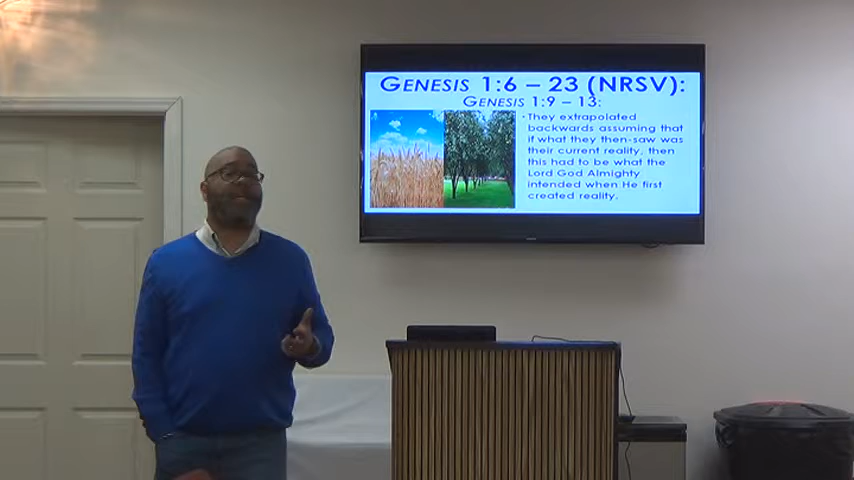 GENESIS 1:6 – 23 (NRSV):
GENESIS 1:9 – 13:
• They extrapolated
backwards assuming that
if what they then-saw was
their current reality, then
this had to be what the
Lord God Almighty
intended when He first
created reality.